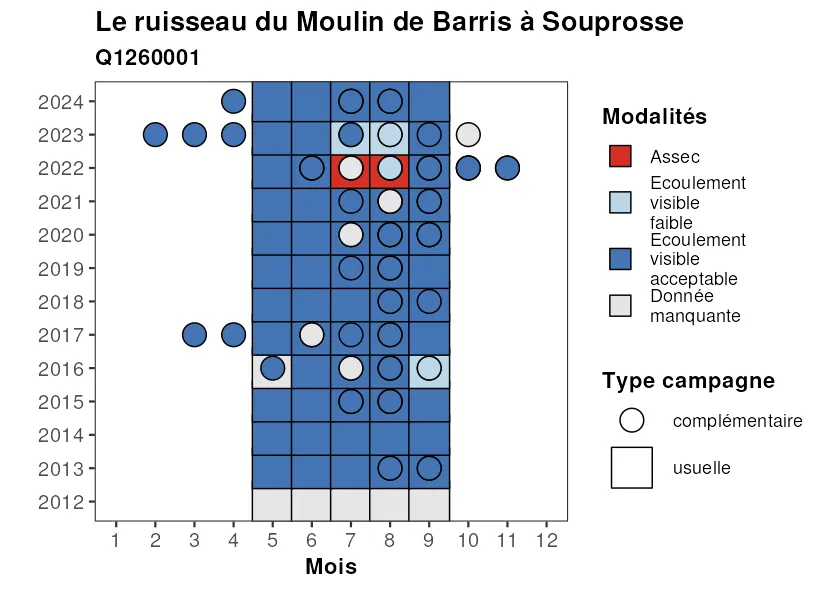 Le ruisseau du Moulin de Barris à Souprosse
Q1260001
2024
2023
2022
2021
2020
2019
2018
2017
2016
2015
2014
2013
2012
1 2 3 4 5 6 7 8 9 10 11 12
Mois
Modalités
Assec
Ecoulement
visible
faible
Ecoulement
visible
acceptable
Donnée
manquante
Type campagne
complémentaire
usuelle